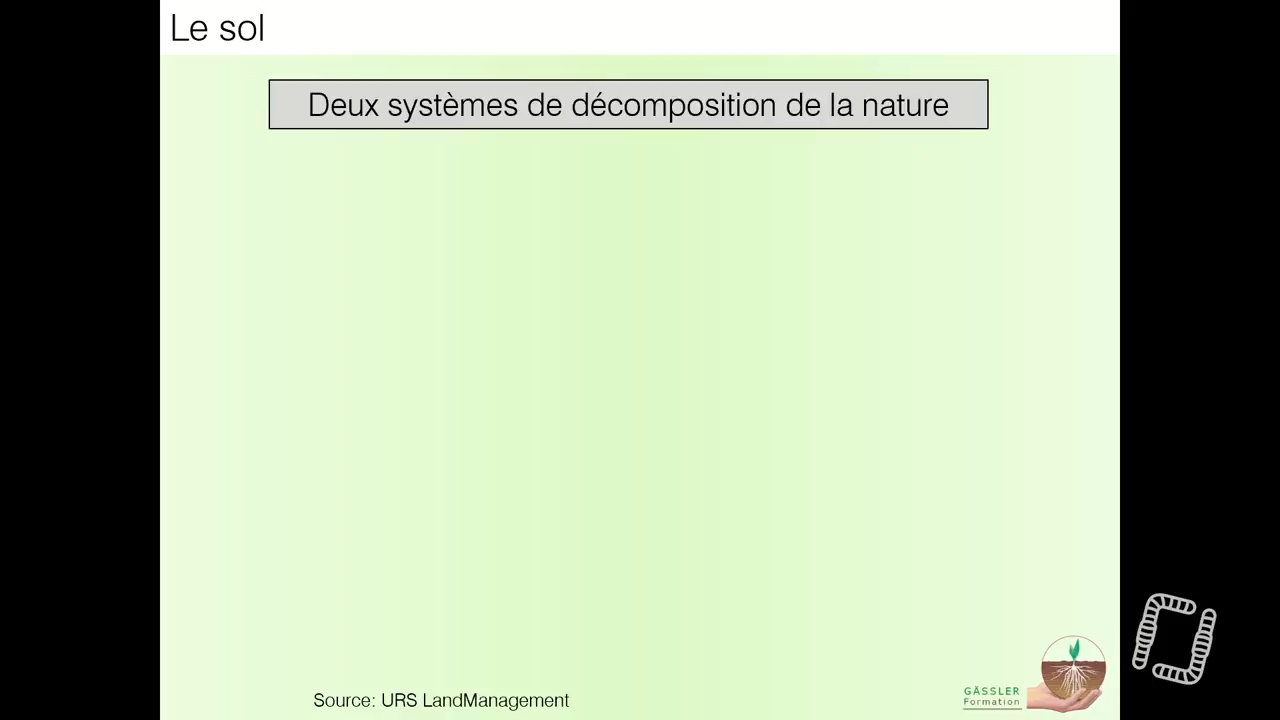 Le sol
Deux systèmes de décomposition de la nature
Source: URS LandManagement
GÄSSLER
Formation